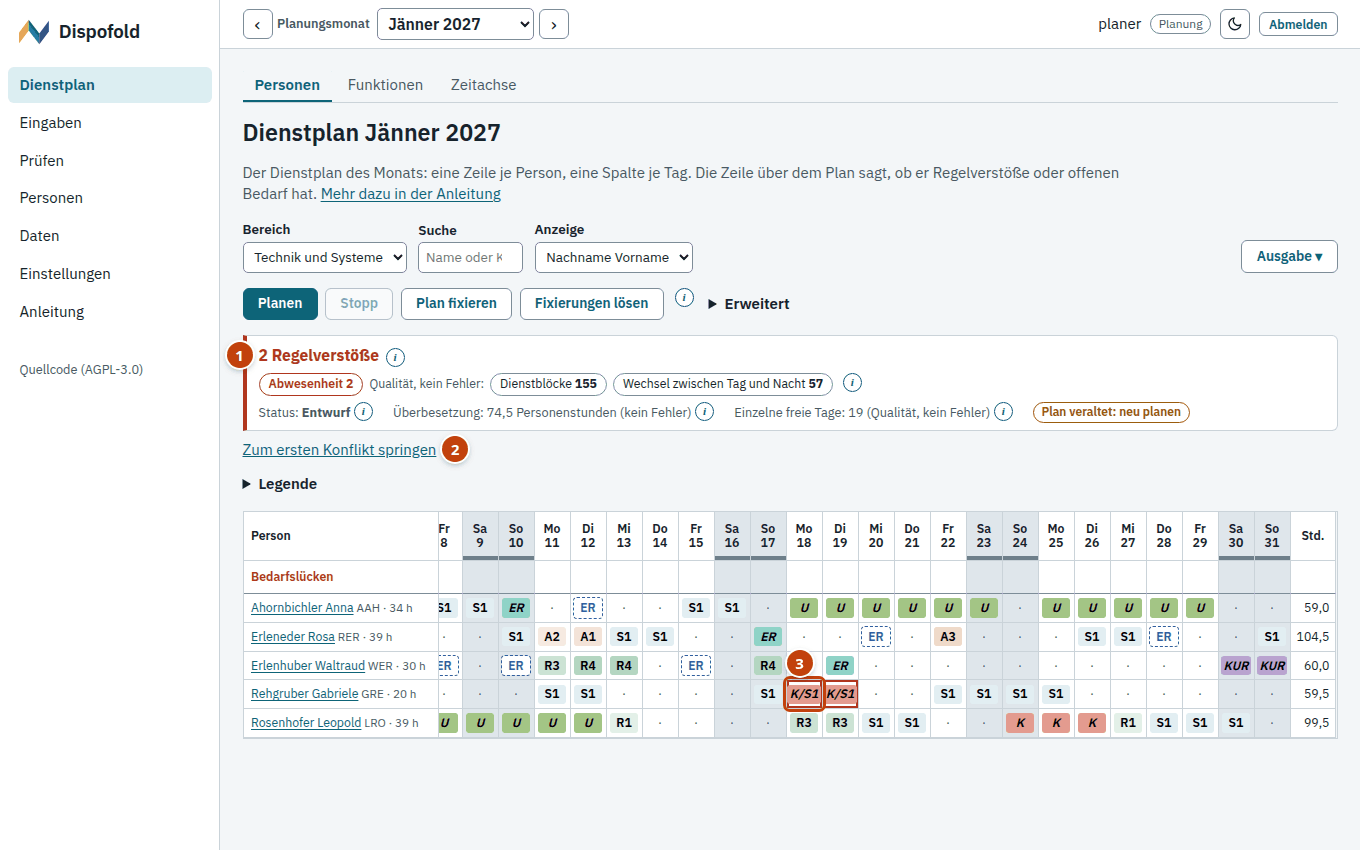 Dispofold
Dienstplan
Eingaben
Prüfen
Personen
Daten
Einstellungen
Anleitung
Quellcode (AGPL-3.0)
‹ Planungsmonat Jänner 2027 ›
planer Planung Abmelden
Personen Funktionen Zeitachse
Dienstplan Jänner 2027
Der Dienstplan des Monats: eine Zeile je Person, eine Spalte je Tag. Die Zeile über dem Plan sagt, ob er Regelverstöße oder offenen
Bedarf hat. Mehr dazu in der Anleitung
Bereich Suche Anzeige
Technik und Systeme Name oder K Nachname Vorname Ausgabe ▾
Planen Stopp Plan fixieren Fixierungen lösen i ▶ Erweitert
1 2 Regelverstöße i
Abwesenheit 2 Qualität, kein Fehler: Dienstblöcke 155 Wechsel zwischen Tag und Nacht 57 i
Status: Entwurf i Überbesetzung: 74,5 Personenstunden (kein Fehler) i Einzelne freie Tage: 19 (Qualität, kein Fehler) i Plan veraltet: neu planen
Zum ersten Konflikt springen 2
▶ Legende
Person Fr 8 Sa 9 So 10 Mo 11 Di 12 Mi 13 Do 14 Fr 15 Sa 16 So 17 Mo 18 Di 19 Mi 20 Do 21 Fr 22 Sa 23 So 24 Mo 25 Di 26 Mi 27 Do 28 Fr 29 Sa 30 So 31 Std.
Bedarfslücken
Ahornbichler Anna AAH · 34 h S1 S1 ER · ER · · S1 S1 · U U U U U U · U U U U U · · 59,0
Erleneder Rosa RER · 39 h · · S1 A2 A1 S1 S1 · · ER · · ER · A3 · · · S1 S1 ER · · S1 104,5
Erlenhuber Waltraud WER · 30 h ER · ER R3 R4 R4 · ER · R4 3 ER · · · · · · · · · · KUR KUR 60,0
Rehgruber Gabriele GRE · 20 h · · · S1 S1 · · · · S1 K/S1 K/S1 · · S1 S1 S1 S1 · · · · · · 59,5
Rosenhofer Leopold LRO · 39 h U U U U U R1 · · · · R3 R3 S1 S1 · · K K K R1 S1 S1 S1 · 99,5